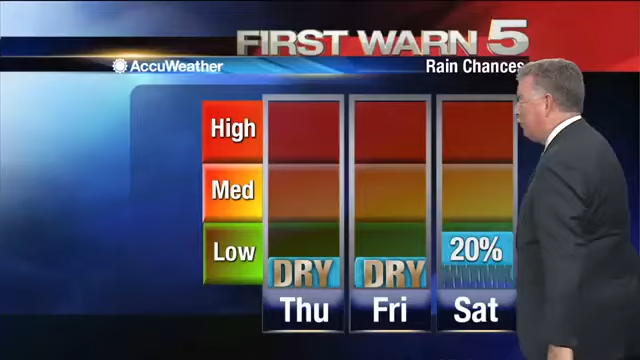 FIRST WARN 5
AccuWeather
Rain Chances
High
Med
Low
DRY
DRY
20%
Thu
Fri
Sat